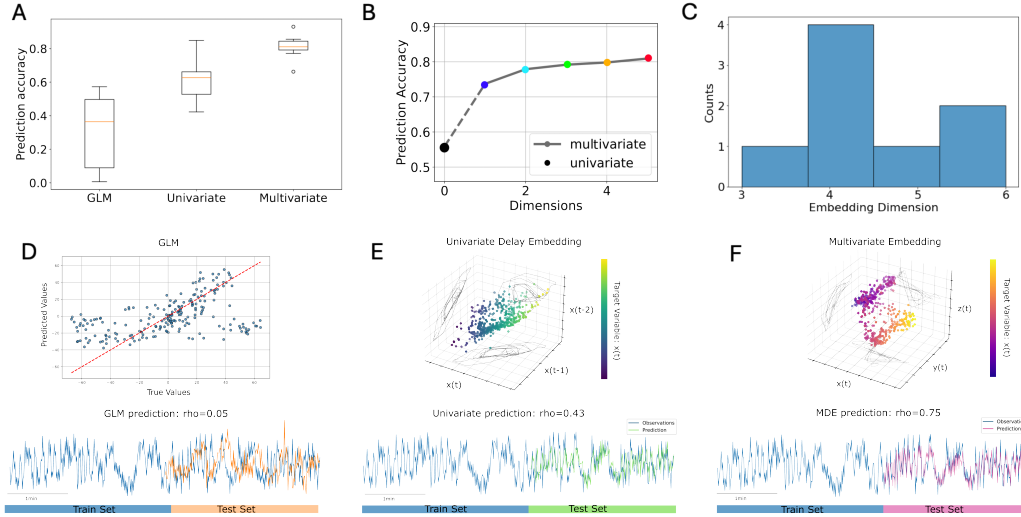 A
Prediction accuracy
0.8
0.6
0.4
0.2
0.0
GLM
Univariate
Multivariate
B
Prediction Accuracy
0.9
0.8
0.7
0.6
0.5
multivariate
univariate
0
2
4
Dimensions
C
Counts
4
3
2
1
0
3
4
5
6
Embedding Dimension
D
GLM
Predicted Values
True Values
GLM prediction: rho=0.05
1min
Train Set
Test Set
E
Univariate Delay Embedding
x(t-2)
x(t-1)
x(t)
Target Variable: x(t)
Univariate prediction: rho=0.43
Observations
Prediction
1min
Train Set
Test Set
F
Multivariate Embedding
z(t)
y(t)
x(t)
Target Variable: x(t)
MDE prediction: rho=0.75
Observations
Prediction
1min
Train Set
Test Set